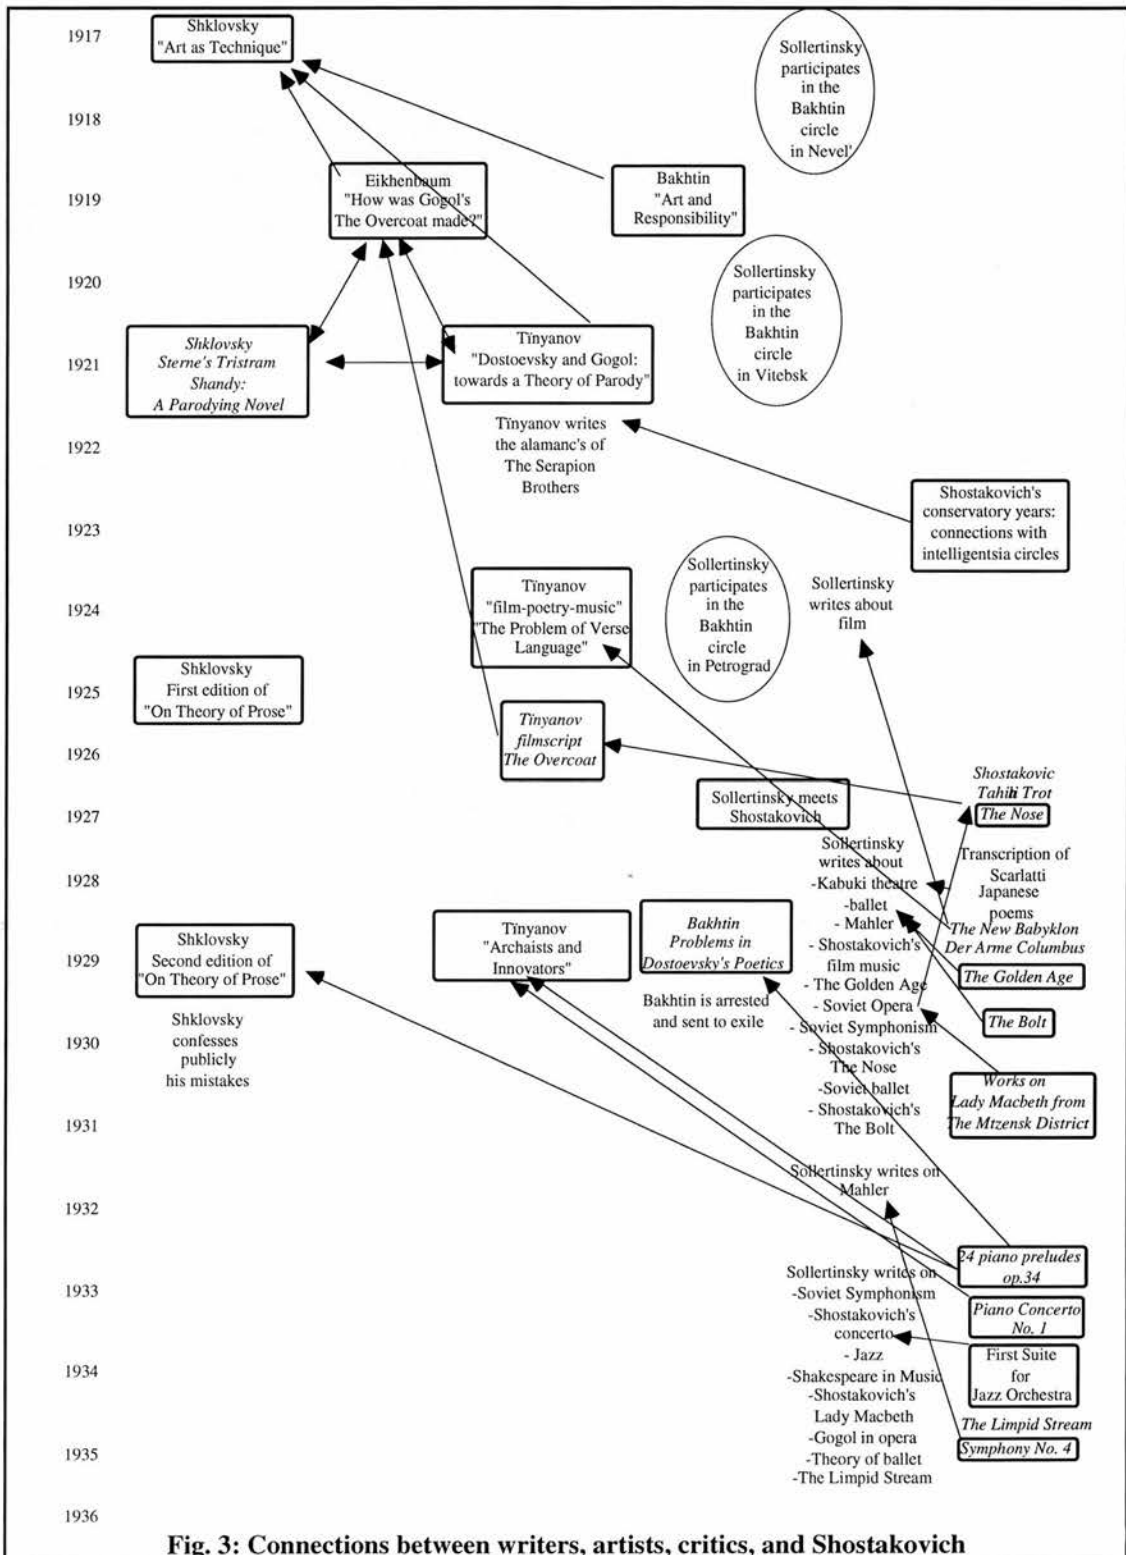 1917
Shklovsky
"Art as Technique"
Sollertinsky
participates
in the
Bakhtin
circle
in Nevel'
1918
1919
Eikhenbaum
"How was Gogol's
The Overcoat made?"
Bakhtin
"Art and
Responsibility"
1920
Sollertinsky
participates
in the
Bakhtin
circle
in Vitebsk
1921
Shklovsky
Sterne's Tristram
Shandy:
A Parodying Novel
Tïnyanov
"Dostoevsky and Gogol:
towards a Theory of Parody"
1922
Tïnyanov writes
the alamanc's of
The Serapion
Brothers
Shostakovich's
conservatory years:
connections with
intelligentsia circles
1923
1924
Tïnyanov
"film-poetry-music"
"The Problem of Verse
Language"
Sollertinsky
participates
in the
Bakhtin
circle
in Petrograd
Sollertinsky
writes about
film
1925
Shklovsky
First edition of
"On Theory of Prose"
1926
Tïnyanov
filmscript
The Overcoat
1927
Sollertinsky meets
Shostakovich
Shostakovic
Tahiti Trot
The Nose
1928
Sollertinsky
writes about
-Kabuki theatre
-ballet
- Mahler
- Shostakovich's
film music
- The Golden Age
- Soviet Opera
- Soviet Symphonism
- Shostakovich's
The Nose
-Soviet ballet
- Shostakovich's
The Bolt
Transcription of
Scarlatti
Japanese
poems
The New Babyklon
Der Arme Columbus
The Golden Age
The Bolt
1929
Shklovsky
Second edition of
"On Theory of Prose"
Tïnyanov
"Archaists and
Innovators"
Bakhtin
Problems in
Dostoevsky's Poetics
Bakhtin is arrested
and sent to exile
1930
Shklovsky
confesses
publicly
his mistakes
Works on
Lady Macbeth from
The Mtzensk District
1931
1932
Sollertinsky writes on
Mahler
24 piano preludes
op.34
1933
Sollertinsky writes on
-Soviet Symphonism
-Shostakovich's
concerto
- Jazz
-Shakespeare in Music
-Shostakovich's
Lady Macbeth
-Gogol in opera
-Theory of ballet
-The Limpid Stream
Piano Concerto
No. 1
1934
First Suite
for
Jazz Orchestra
The Limpid Stream
1935
Symphony No. 4
1936
Fig. 3: Connections between writers, artists, critics, and Shostakovich